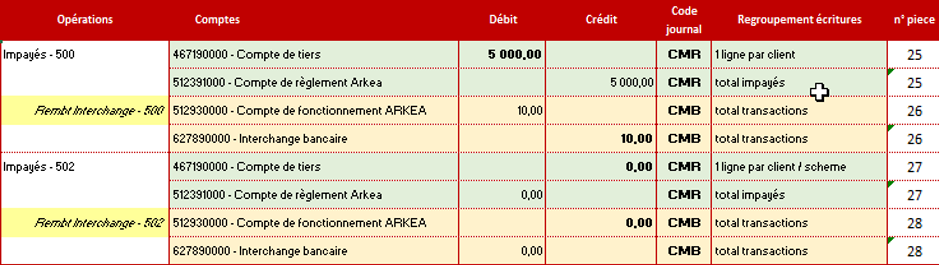 Opérations Comptes Débit Crédit Code journal Regroupement écritures n° piece
Impayés - 500 467190000 - Compte de tiers 5 000,00 CMR 1 ligne par client 25
512391000 - Compte de règlement Arkea 5 000,00 CMR total impayés 25
Rembt Interchange - 500 512930000 - Compte de fonctionnement ARKEA 10,00 CMB total transactions 26
627890000 - Interchange bancaire 10,00 CMB total transactions 26
Impayés - 502 467190000 - Compte de tiers 0,00 CMR 1 ligne par client / scheme 27
512391000 - Compte de règlement Arkea 0,00 CMR total impayés 27
Rembt Interchange - 502 512930000 - Compte de fonctionnement ARKEA 0,00 CMB total transactions 28
627890000 - Interchange bancaire 0,00 CMB total transactions 28